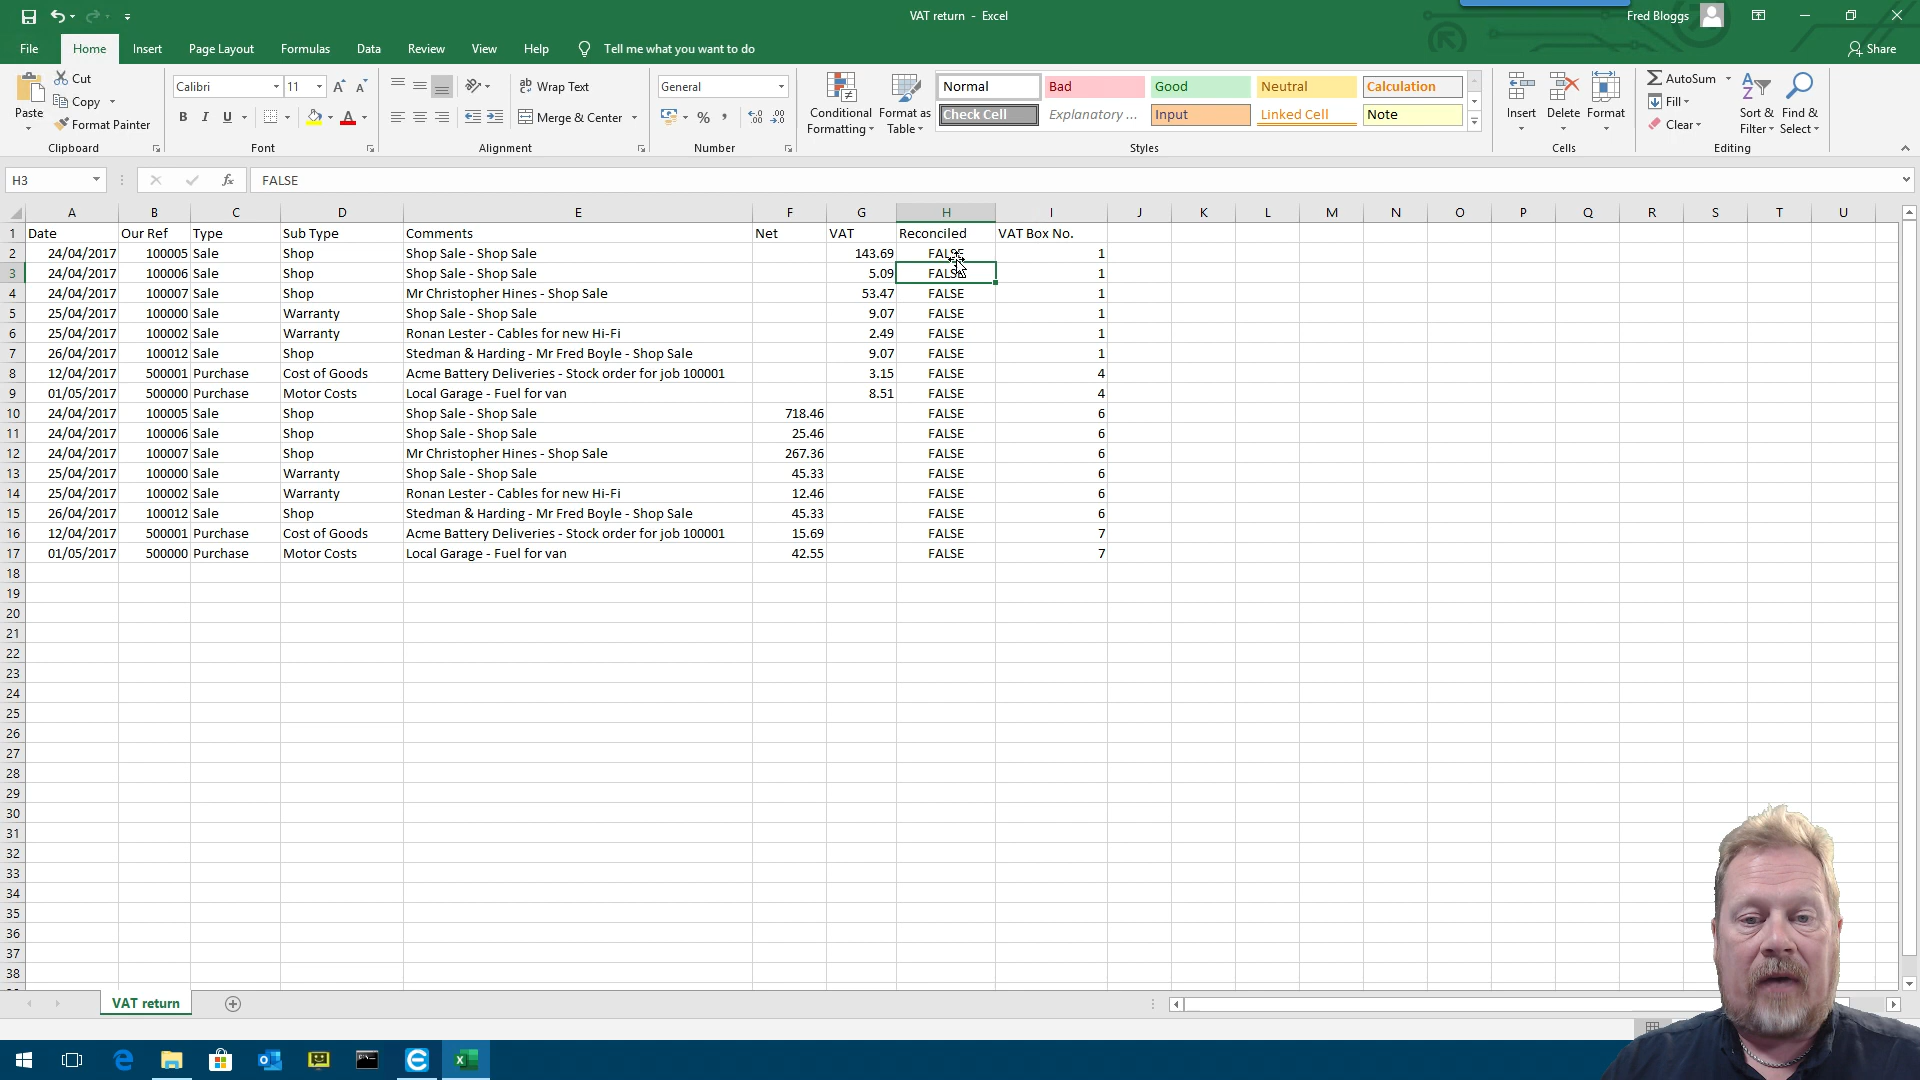 VAT return - Excel
Fred Bloggs
File Home Insert Page Layout Formulas Data Review View Help Tell me what you want to do Share
Paste
Cut
Copy
Format Painter
Clipboard
Calibri 11
B I U
Font
Wrap Text
Merge & Center
Alignment
General
Number
Conditional Formatting
Format as Table
Normal Bad Good Neutral Calculation
Check Cell Explanatory ... Input Linked Cell Note
Styles
Insert Delete Format
Cells
AutoSum
Fill
Clear
Sort & Filter
Find & Select
Editing
H3 fx FALSE
A B C D E F G H I J K L M N O P Q R S T U
1 Date Our Ref Type Sub Type Comments Net VAT Reconciled VAT Box No.
2 24/04/2017 100005 Sale Shop Shop Sale - Shop Sale 143.69 FALSE 1
3 24/04/2017 100006 Sale Shop Shop Sale - Shop Sale 5.09 FALSE 1
4 24/04/2017 100007 Sale Shop Mr Christopher Hines - Shop Sale 53.47 FALSE 1
5 25/04/2017 100000 Sale Warranty Shop Sale - Shop Sale 9.07 FALSE 1
6 25/04/2017 100002 Sale Warranty Ronan Lester - Cables for new Hi-Fi 2.49 FALSE 1
7 26/04/2017 100012 Sale Shop Stedman & Harding - Mr Fred Boyle - Shop Sale 9.07 FALSE 1
8 12/04/2017 500001 Purchase Cost of Goods Acme Battery Deliveries - Stock order for job 100001 3.15 FALSE 4
9 01/05/2017 500000 Purchase Motor Costs Local Garage - Fuel for van 8.51 FALSE 4
10 24/04/2017 100005 Sale Shop Shop Sale - Shop Sale 718.46 FALSE 6
11 24/04/2017 100006 Sale Shop Shop Sale - Shop Sale 25.46 FALSE 6
12 24/04/2017 100007 Sale Shop Mr Christopher Hines - Shop Sale 267.36 FALSE 6
13 25/04/2017 100000 Sale Warranty Shop Sale - Shop Sale 45.33 FALSE 6
14 25/04/2017 100002 Sale Warranty Ronan Lester - Cables for new Hi-Fi 12.46 FALSE 6
15 26/04/2017 100012 Sale Shop Stedman & Harding - Mr Fred Boyle - Shop Sale 45.33 FALSE 6
16 12/04/2017 500001 Purchase Cost of Goods Acme Battery Deliveries - Stock order for job 100001 15.69 FALSE 7
17 01/05/2017 500000 Purchase Motor Costs Local Garage - Fuel for van 42.55 FALSE 7
18
19
20
21
22
23
24
25
26
27
28
29
30
31
32
33
34
35
36
37
38
VAT return